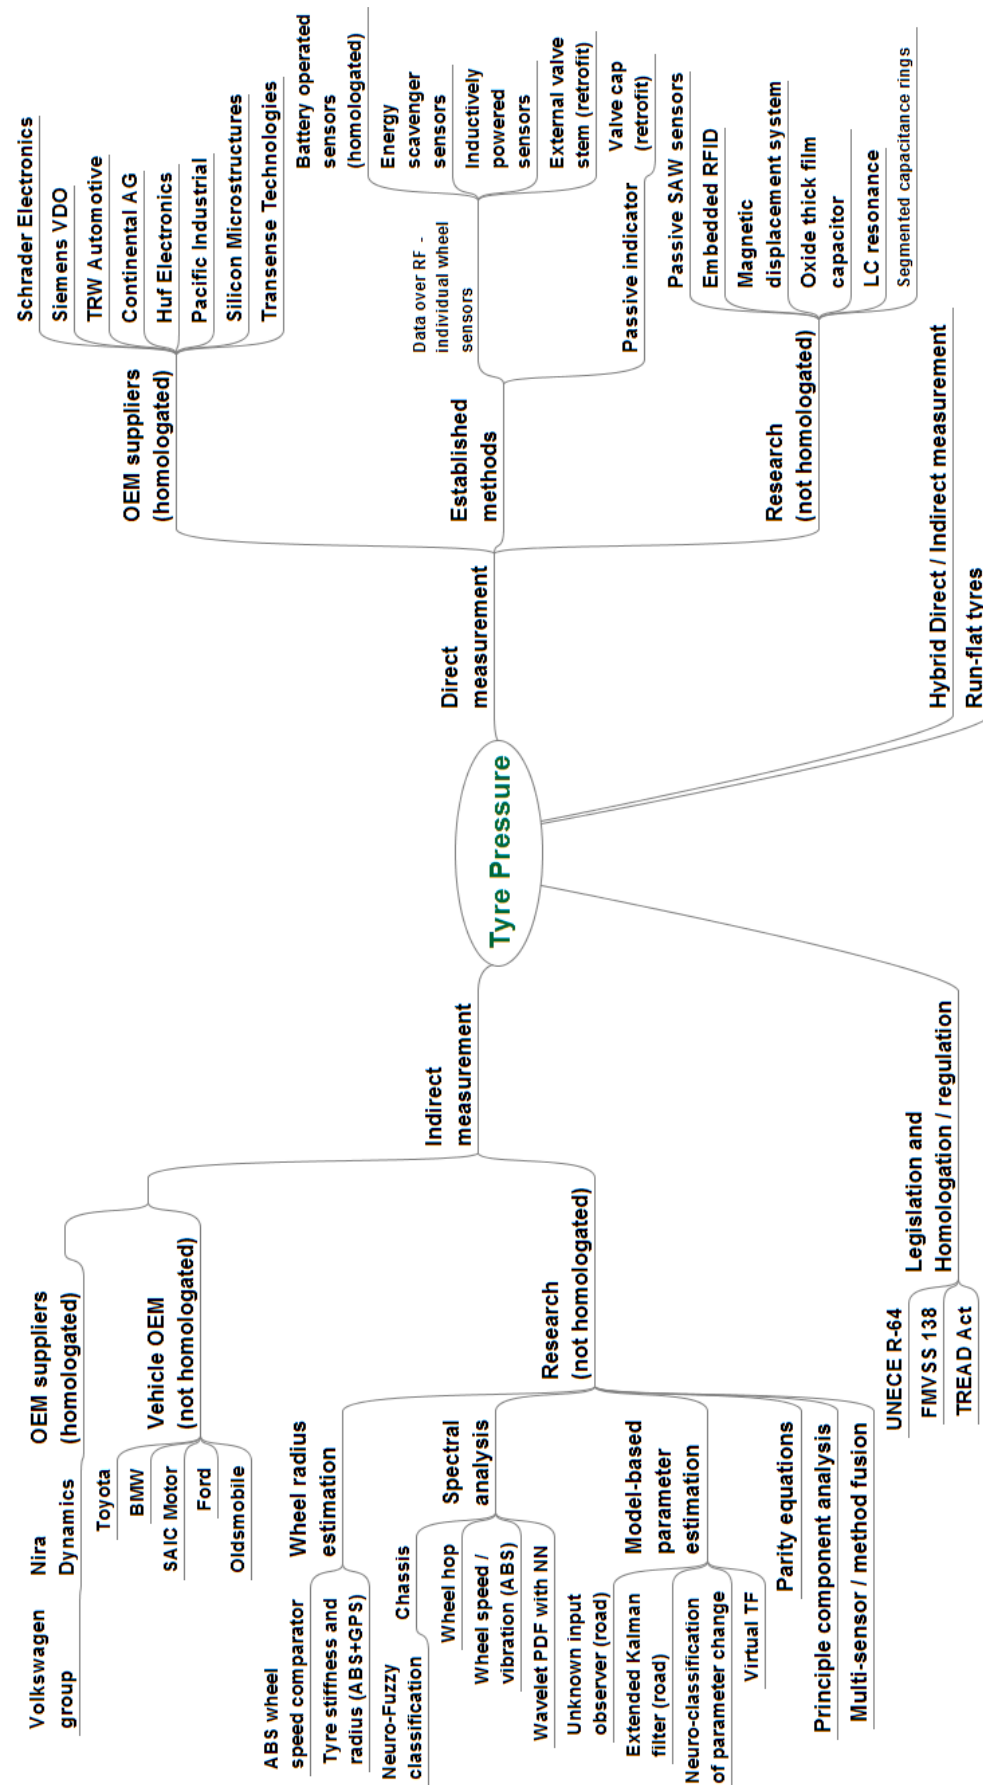 Tyre Pressure
Direct
measurement
OEM suppliers
(homologated)
Schrader Electronics
Siemens VDO
TRW Automotive
Continental AG
Huf Electronics
Pacific Industrial
Silicon Microstructures
Transense Technologies
Established
methods
Data over RF -
individual wheel
sensors
Battery operated
sensors
(homologated)
Energy
scavenger
sensors
Inductively
powered
sensors
External valve
stem (retrofit)
Passive indicator
Valve cap
(retrofit)
Research
(not homologated)
Passive SAW sensors
Embedded RFID
Magnetic
displacement system
Oxide thick film
capacitor
LC resonance
Segmented capacitance rings
Hybrid Direct / Indirect measurement
Run-flat tyres
Indirect
measurement
OEM suppliers
(homologated)
Nira
Dynamics
Volkswagen
group
Vehicle OEM
(not homologated)
Toyota
BMW
SAIC Motor
Ford
Oldsmobile
Research
(not homologated)
Wheel radius
estimation
ABS wheel
speed comparator
Tyre stiffness and
radius (ABS+GPS)
Spectral
analysis
Chassis
Neuro-Fuzzy
classification
Wheel hop
Wheel speed /
vibration (ABS)
Wavelet PDF with NN
Model-based
parameter
estimation
Unknown input
observer (road)
Extended Kalman
filter (road)
Neuro-classification
of parameter change
Virtual TF
Parity equations
Principle component analysis
Multi-sensor / method fusion
Legislation and
Homologation / regulation
UNECE R-64
FMVSS 138
TREAD Act